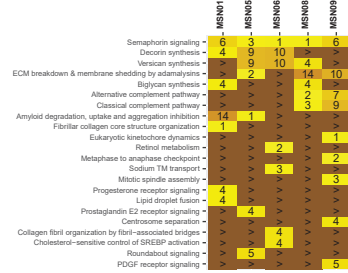 MSN01 MSN05 MSN06 MSN08 MSN09
Semaphorin signaling 6 3 1 1 6
Decorin synthesis 4 9 10 > >
Versican synthesis > 9 10 4 >
ECM breakdown & membrane shedding by adamalysins > 2 > 14 10
Biglycan synthesis 4 > > 4 >
Alternative complement pathway > > > 2 7
Classical complement pathway > > > 3 9
Amyloid degradation, uptake and aggregation inhibition 14 1 > > >
Fibrillar collagen core structure organization 1 > > > >
Eukaryotic kinetochore dynamics > > > > 1
Retinol metabolism > > 2 > >
Metaphase to anaphase checkpoint > > > > 2
Sodium TM transport > > 3 > >
Mitotic spindle assembly > > > > 3
Progesterone receptor signaling 4 > > > >
Lipid droplet fusion 4 > > > >
Prostaglandin E2 receptor signaling > 4 > > >
Centrosome separation > > > > 4
Collagen fibril organization by fibril−associated bridges > > 4 > >
Cholesterol−sensitive control of SREBP activation > > 4 > >
Roundabout signaling > 5 > > >
PDGF receptor signaling > > > > 5